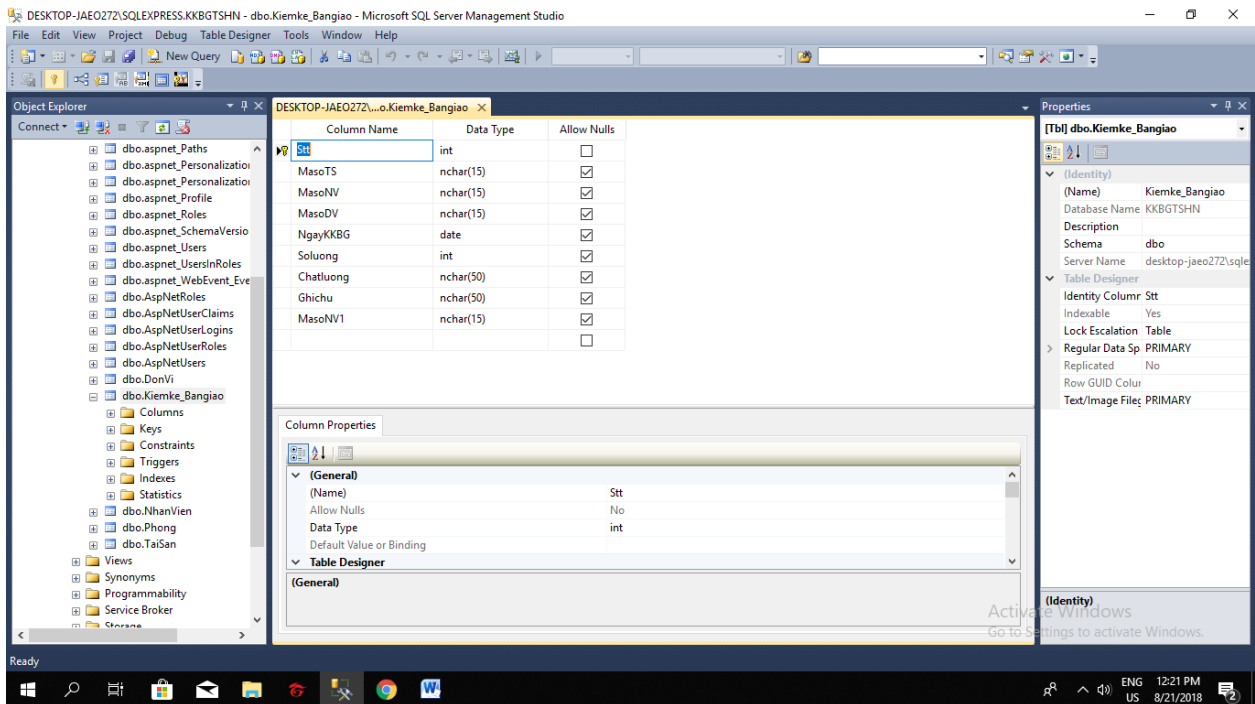 DESKTOP-JAEO272\SQLEXPRESS.KKBGTSHN - dbo.Kiemke_Bangiao - Microsoft SQL Server Management Studio
File Edit View Project Debug Table Designer Tools Window Help
New Query
Object Explorer
Connect
dbo.aspnet_Paths
dbo.aspnet_Personalization
dbo.aspnet_Personalization
dbo.aspnet_Profile
dbo.aspnet_Roles
dbo.aspnet_SchemaVersio
dbo.aspnet_Users
dbo.aspnet_UsersInRoles
dbo.aspnet_WebEvent_Eve
dbo.AspNetRoles
dbo.AspNetUserClaims
dbo.AspNetUserLogins
dbo.AspNetUserRoles
dbo.AspNetUsers
dbo.DonVi
dbo.Kiemke_Bangiao
Columns
Keys
Constraints
Triggers
Indexes
Statistics
dbo.NhanVien
dbo.Phong
dbo.TaiSan
Views
Synonyms
Programmability
Service Broker
Storage
DESKTOP-JAEO272\...o.Kiemke_Bangiao
Column Name Data Type Allow Nulls
Stt int
MasoTS nchar(15)
MasoNV nchar(15)
MasoDV nchar(15)
NgayKKBG date
Soluong int
Chatluong nchar(50)
Ghichu nchar(50)
MasoNV1 nchar(15)
Column Properties
(General)
(Name) Stt
Allow Nulls No
Data Type int
Default Value or Binding
Table Designer
(General)
Properties
[Tbl] dbo.Kiemke_Bangiao
(Identity)
(Name) Kiemke_Bangiao
Database Name KKBGTSHN
Description
Schema dbo
Server Name desktop-jaeo272\sqle
Table Designer
Identity Column Stt
Indexable Yes
Lock Escalation Table
Regular Data Sp PRIMARY
Replicated No
Row GUID Colur
Text/Image Fileg PRIMARY
(Identity)
Activate Windows
Go to Settings to activate Windows.
Ready
ENG
US
12:21 PM
8/21/2018
2